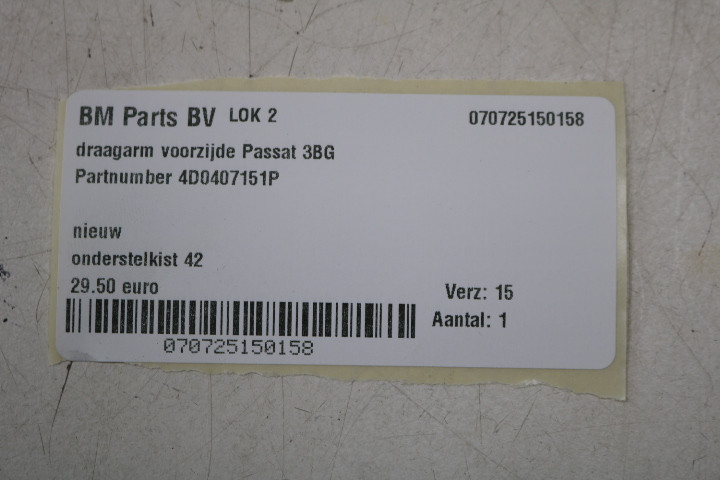 BM Parts BV LOK 2 070725150158
draagarm voorzijde Passat 3BG
Partnumber 4D0407151P
nieuw
onderstelkist 42
29.50 euro Verz: 15
Aantal: 1
070725150158